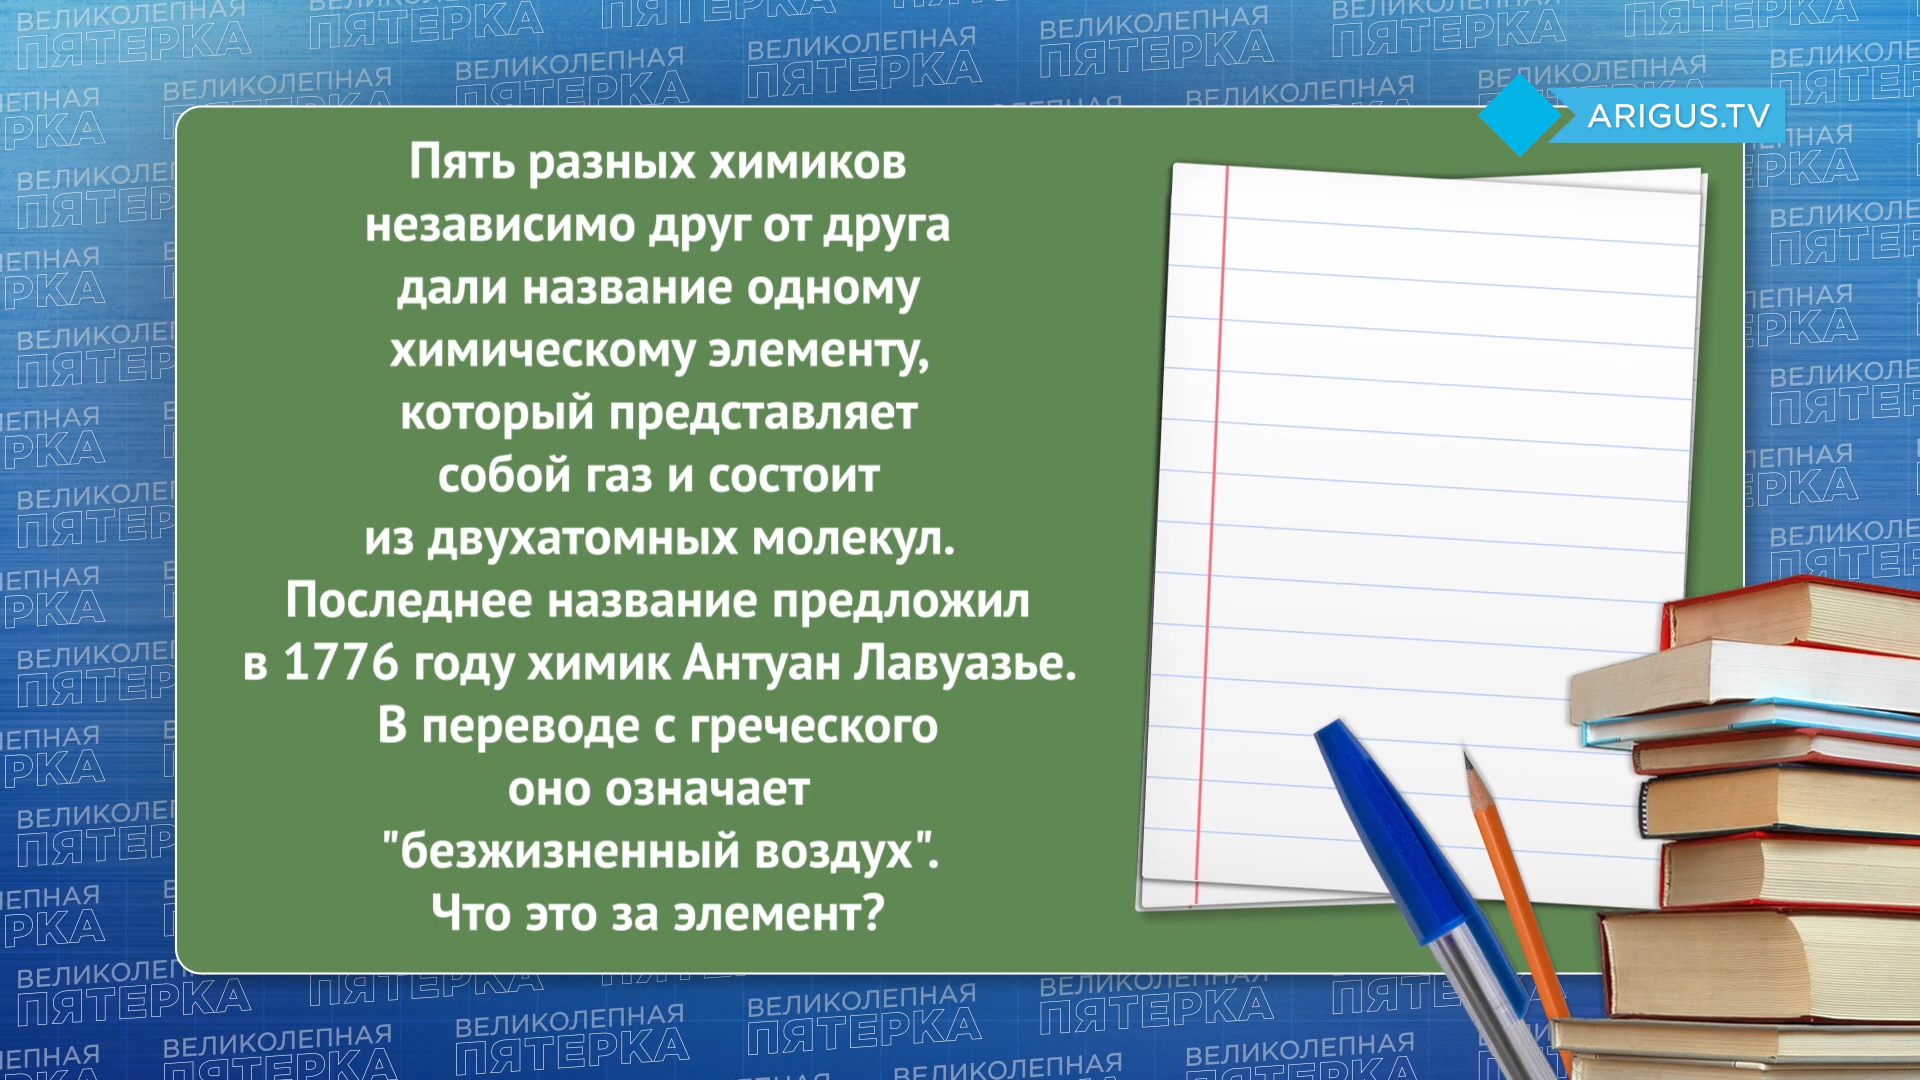 ARIGUS.TV
Пять разных химиков
независимо друг от друга
дали название одному
химическому элементу,
который представляет
собой газ и состоит
из двухатомных молекул.
Последнее название предложил
в 1776 году химик Антуан Лавуазье.
В переводе с греческого
оно означает
"безжизненный воздух".
Что это за элемент?
ВЕЛИКОЛЕПНАЯ
ПЯТЕРКА